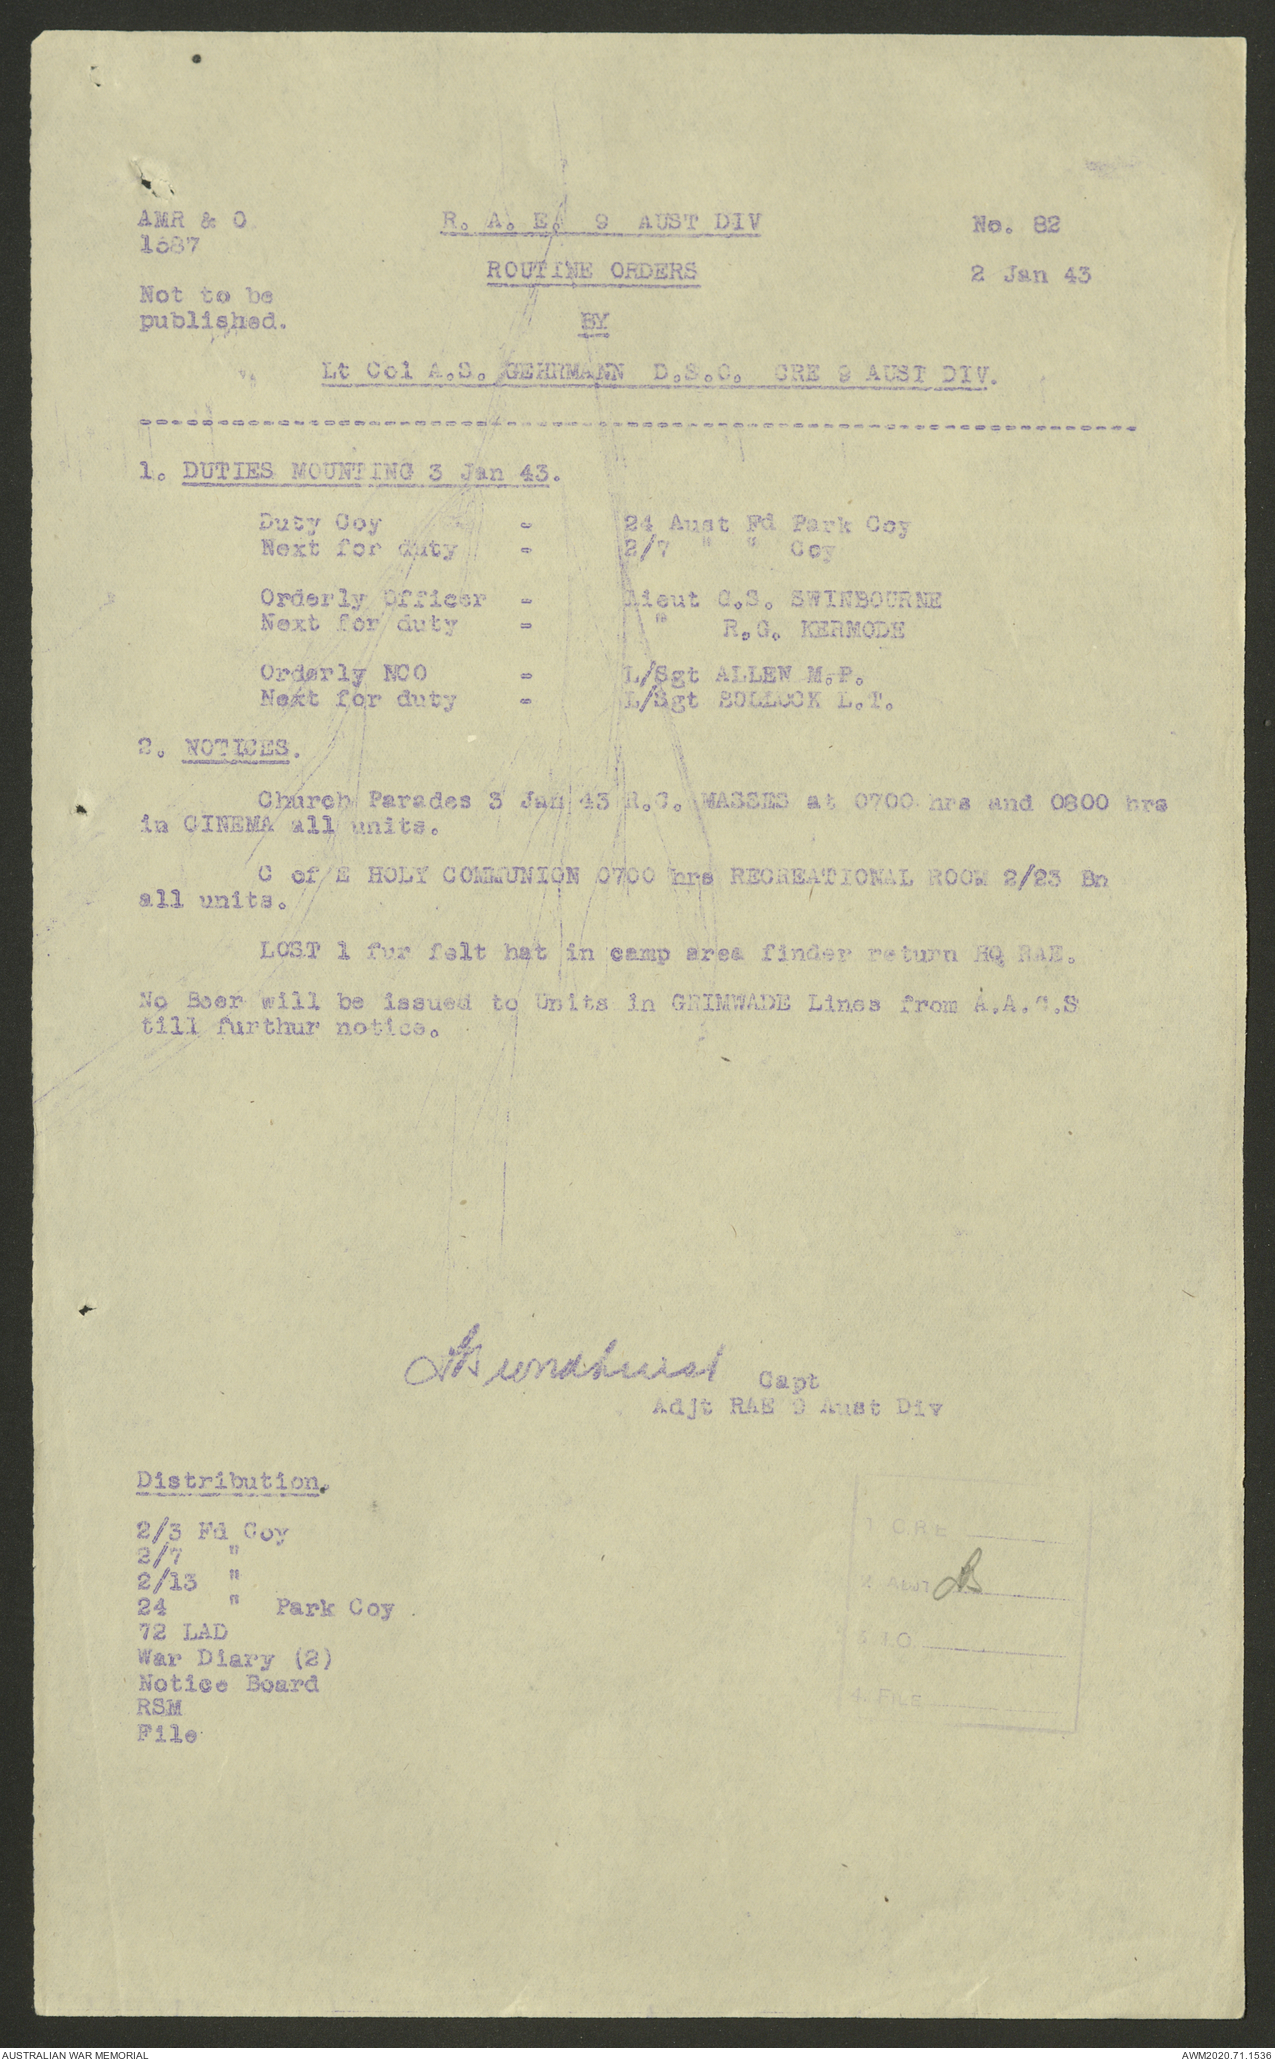 AMR & O R. A. E. 9 AUST DIV No. 82
1687
ROUTINE ORDERS 2 Jan 43
Not to be
published. BY
Lt Col A.S. GEHRMANN D.S.O. CRE 9 AUST DIV.
1. DUTIES MOUNTING 3 Jan 43.
Duty Coy - 24 Aust Fd Park Coy
Next for duty - 2/7 " " Coy
Orderly Officer - Lieut C.S. SWINBOURNE
Next for duty - " R.G. KERMODE
Orderly NCO - L/Sgt ALLEN M.P.
Next for duty - L/Sgt L.T.
2. NOTICES.
Church Parades 3 Jan 43 R.C. MASSES at 0700 hrs and 0800 hrs
in CINEMA all units.
C of E HOLY COMMUNION 0700 hrs RECREATIONAL ROOM 2/23 Bn
all units.
LOST 1 fur felt hat in camp area finder return HQ RAE.
No Beer will be issued to Units in GRIMWADE Lines from A.A.C.S
till furthur notice.
Capt
Adjt RAE 9 Aust Div
Distribution.
2/3 Fd Coy
2/7 "
2/13 "
24 " Park Coy
72 LAD
War Diary (2)
Notice Board
RSM
File
1 C.R.E
2 ADJT
3 I.O.
4. FILE
AUSTRALIAN WAR MEMORIAL AWM2020.71.1536